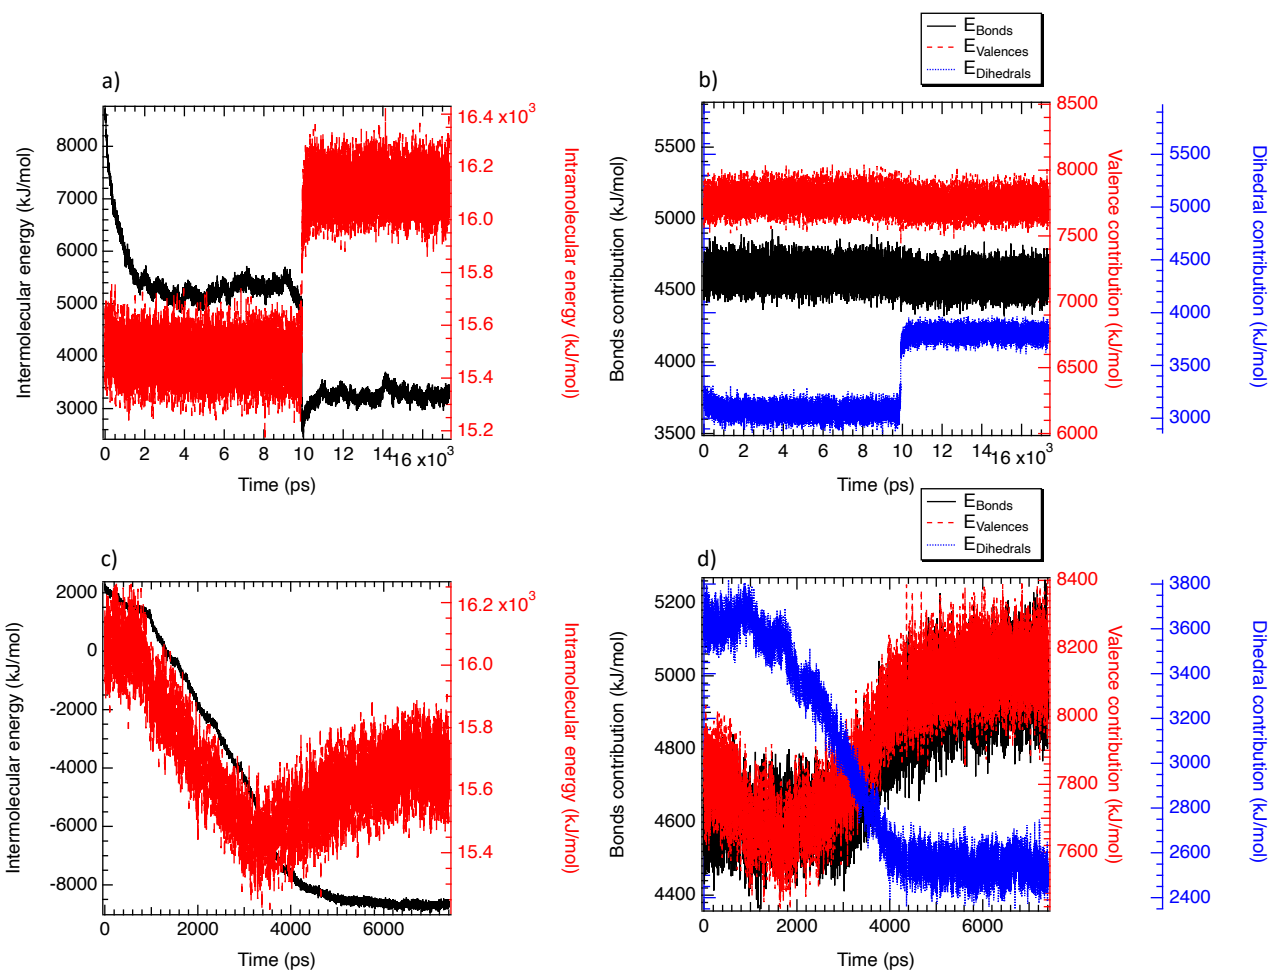 E_Bonds
E_Valences
E_Dihedrals
a)
b)
8000
7000
6000
5000
4000
3000
Intermolecular energy (kJ/mol)
16.4 x10^3
16.2
16.0
15.8
15.6
15.4
15.2
Intramolecular energy (kJ/mol)
0 2 4 6 8 10 12 14 16 x10^3
Time (ps)
5500
5000
4500
4000
3500
Bonds contribution (kJ/mol)
8500
8000
7500
7000
6500
6000
Valence contribution (kJ/mol)
5500
5000
4500
4000
3500
3000
Dihedral contribution (kJ/mol)
0 2 4 6 8 10 12 14 16 x10^3
Time (ps)
E_Bonds
E_Valences
E_Dihedrals
c)
d)
2000
0
-2000
-4000
-6000
-8000
Intermolecular energy (kJ/mol)
16.2 x10^3
16.0
15.8
15.6
15.4
Intramolecular energy (kJ/mol)
0 2000 4000 6000
Time (ps)
5200
5000
4800
4600
4400
Bonds contribution (kJ/mol)
8400
8200
8000
7800
7600
Valence contribution (kJ/mol)
3800
3600
3400
3200
3000
2800
2600
2400
Dihedral contribution (kJ/mol)
0 2000 4000 6000
Time (ps)